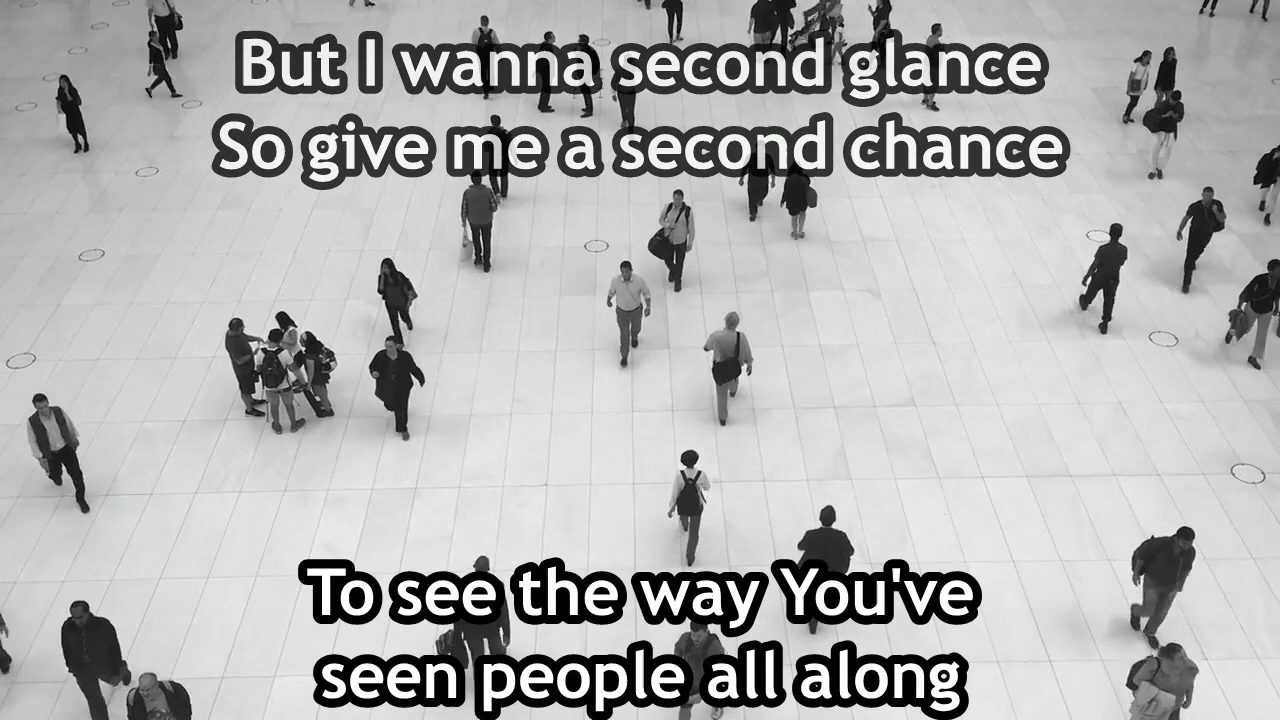 But I wanna second glance
So give me a second chance
To see the way You've
seen people all along